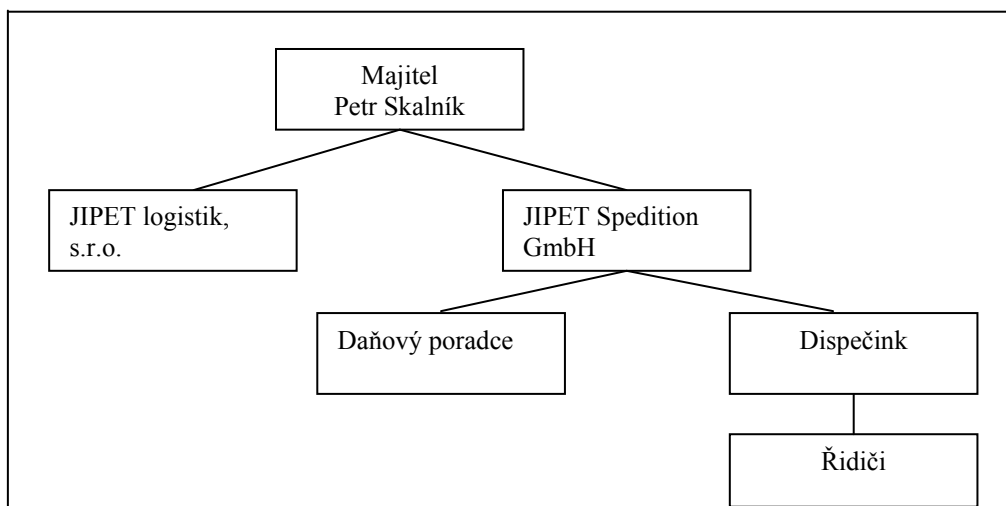 Majitel
Petr Skalník
JIPET logistik,
s.r.o.
JIPET Spedition
GmbH
Daňový poradce
Dispečink
Řidiči